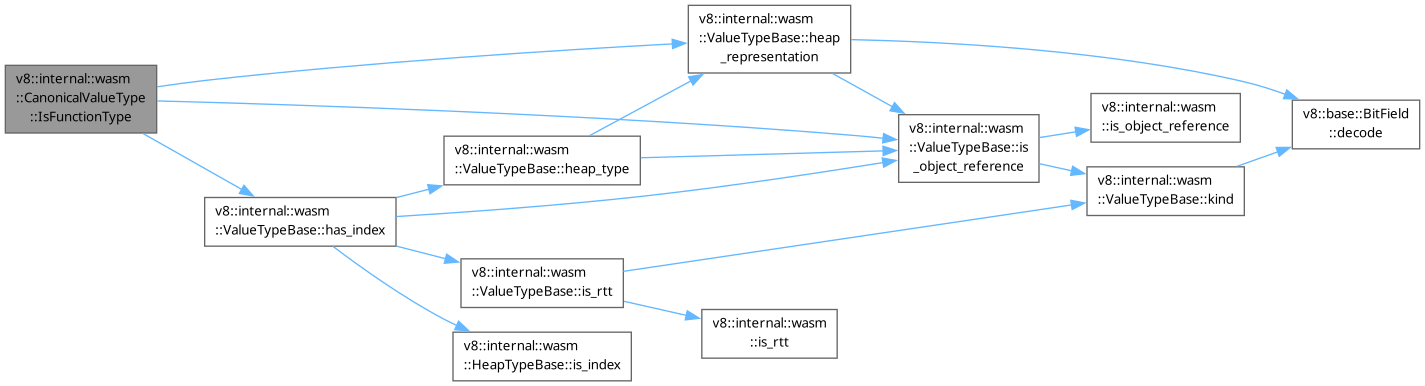 v8::internal::wasm
::CanonicalValueType
::IsFunctionType
v8::internal::wasm
::ValueTypeBase::has_index
v8::internal::wasm
::ValueTypeBase::heap_type
v8::internal::wasm
::ValueTypeBase::is_rtt
v8::internal::wasm
::HeapTypeBase::is_index
v8::internal::wasm
::ValueTypeBase::heap
_representation
v8::internal::wasm
::is_rtt
v8::internal::wasm
::ValueTypeBase::is
_object_reference
v8::internal::wasm
::is_object_reference
v8::internal::wasm
::ValueTypeBase::kind
v8::base::BitField
::decode